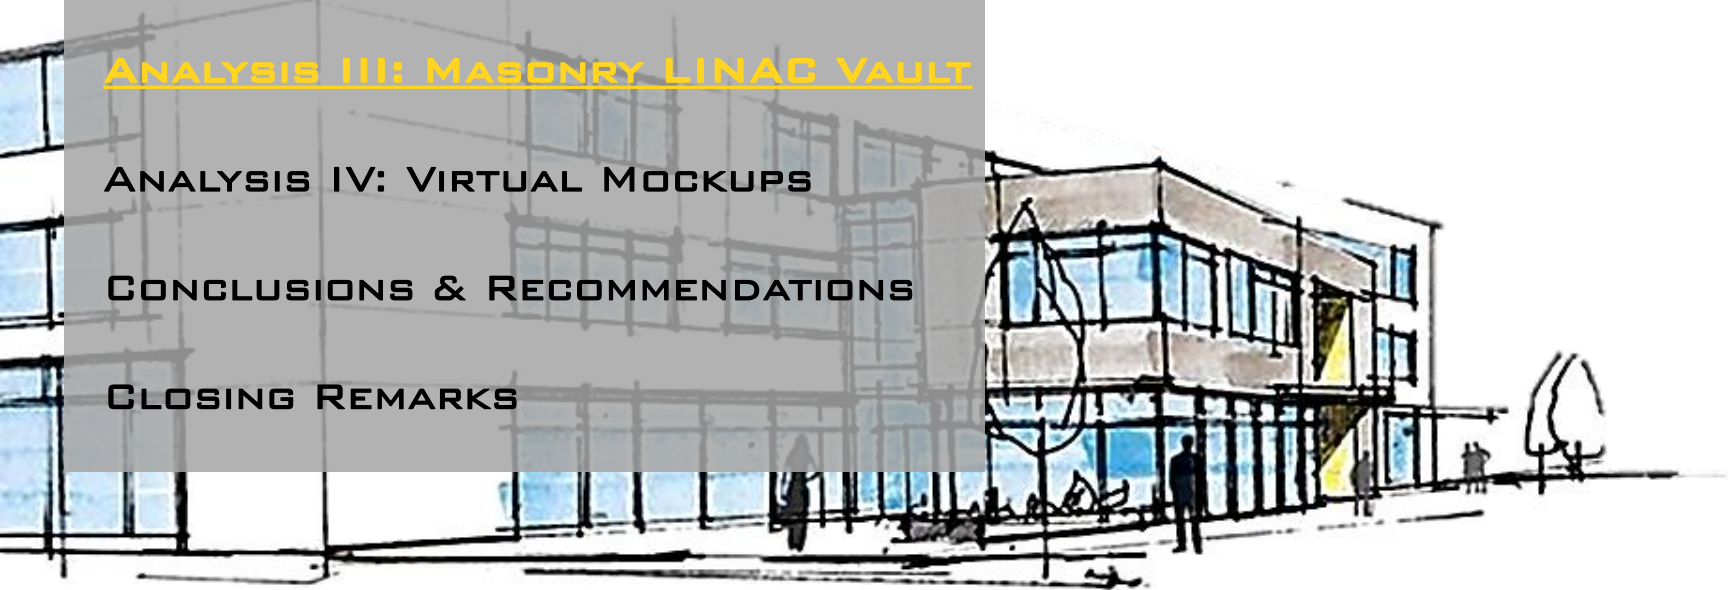 Analysis III: Masonry LINAC Vault
Analysis IV: Virtual Mockups
Conclusions & Recommendations
Closing Remarks